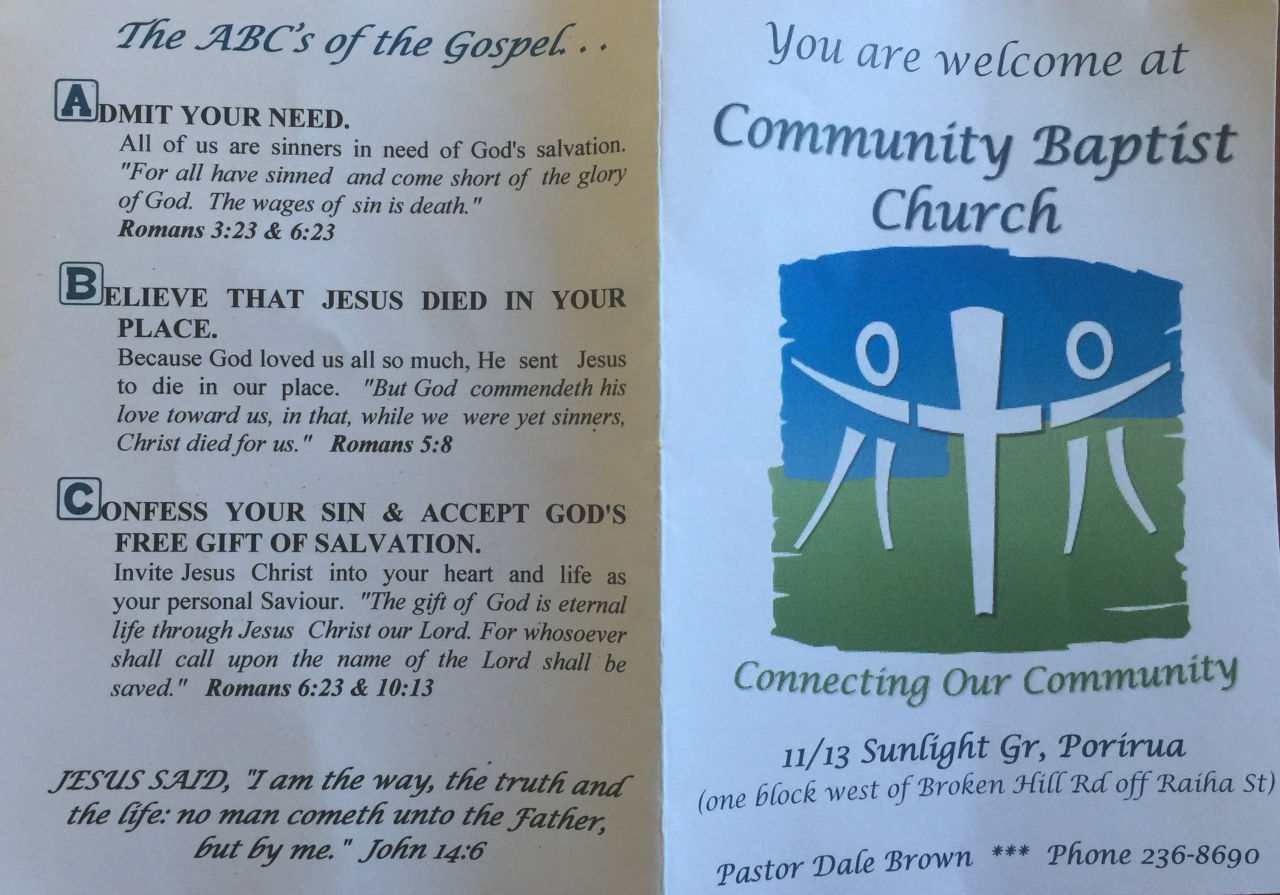 The ABC's of the Gospel. . .
ADMIT YOUR NEED.
All of us are sinners in need of God's salvation.
"For all have sinned and come short of the glory
of God. The wages of sin is death."
Romans 3:23 & 6:23
BELIEVE THAT JESUS DIED IN YOUR
PLACE.
Because God loved us all so much, He sent Jesus
to die in our place. "But God commendeth his
love toward us, in that, while we were yet sinners,
Christ died for us." Romans 5:8
CONFESS YOUR SIN & ACCEPT GOD'S
FREE GIFT OF SALVATION.
Invite Jesus Christ into your heart and life as
your personal Saviour. "The gift of God is eternal
life through Jesus Christ our Lord. For whosoever
shall call upon the name of the Lord shall be
saved." Romans 6:23 & 10:13
JESUS SAID, "I am the way, the truth and
the life: no man cometh unto the Father,
but by me." John 14:6
You are welcome at
Community Baptist
Church
Connecting Our Community
11/13 Sunlight Gr, Porirua
(one block west of Broken Hill Rd off Raiha St)
Pastor Dale Brown *** Phone 236-8690